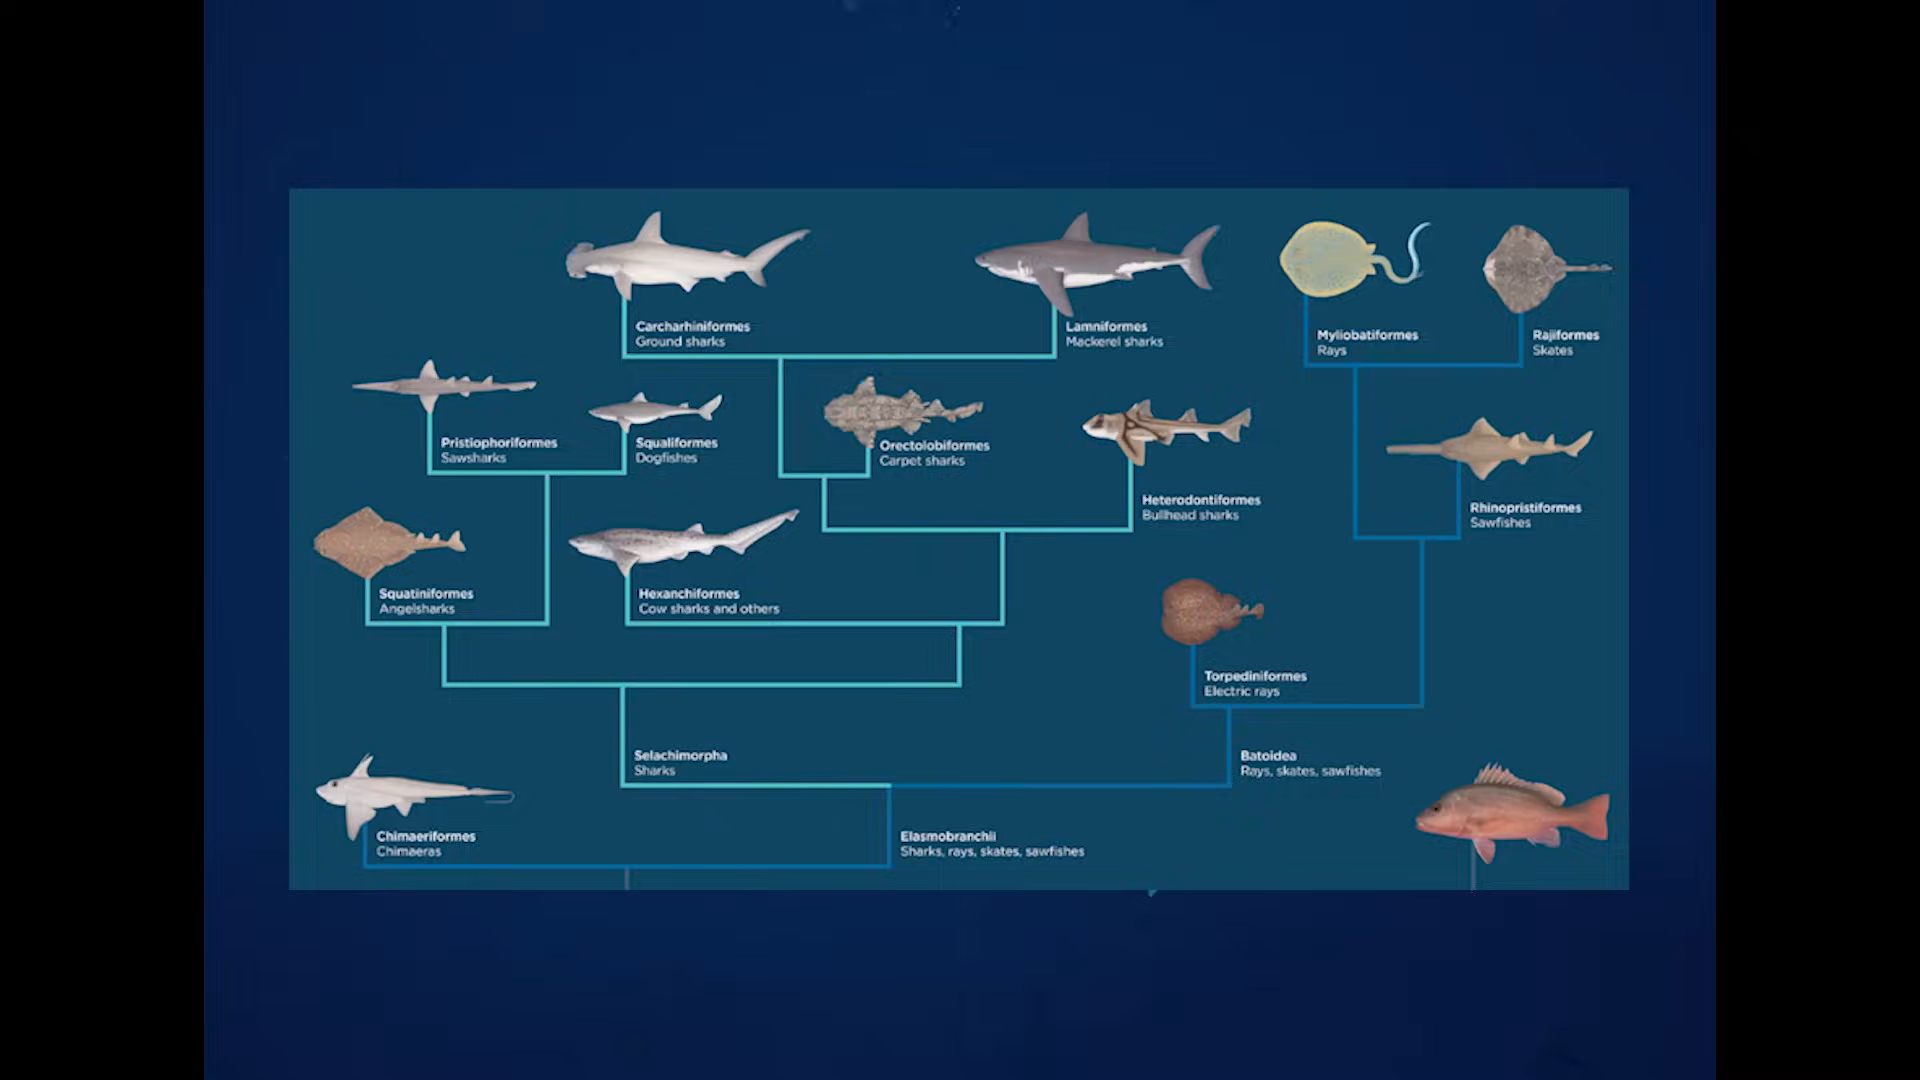 Carcharhiniformes
Ground sharks
Lamniformes
Mackerel sharks
Myliobatiformes
Rays
Rajiformes
Skates
Pristiophoriformes
Sawsharks
Squaliformes
Dogfishes
Orectolobiformes
Carpet sharks
Heterodontiformes
Bullhead sharks
Rhinopristiformes
Sawfishes
Squatiniformes
Angelsharks
Hexanchiformes
Cow sharks and others
Torpediniformes
Electric rays
Selachimorpha
Sharks
Batoidea
Rays, skates, sawfishes
Chimaeriformes
Chimaeras
Elasmobranchii
Sharks, rays, skates, sawfishes